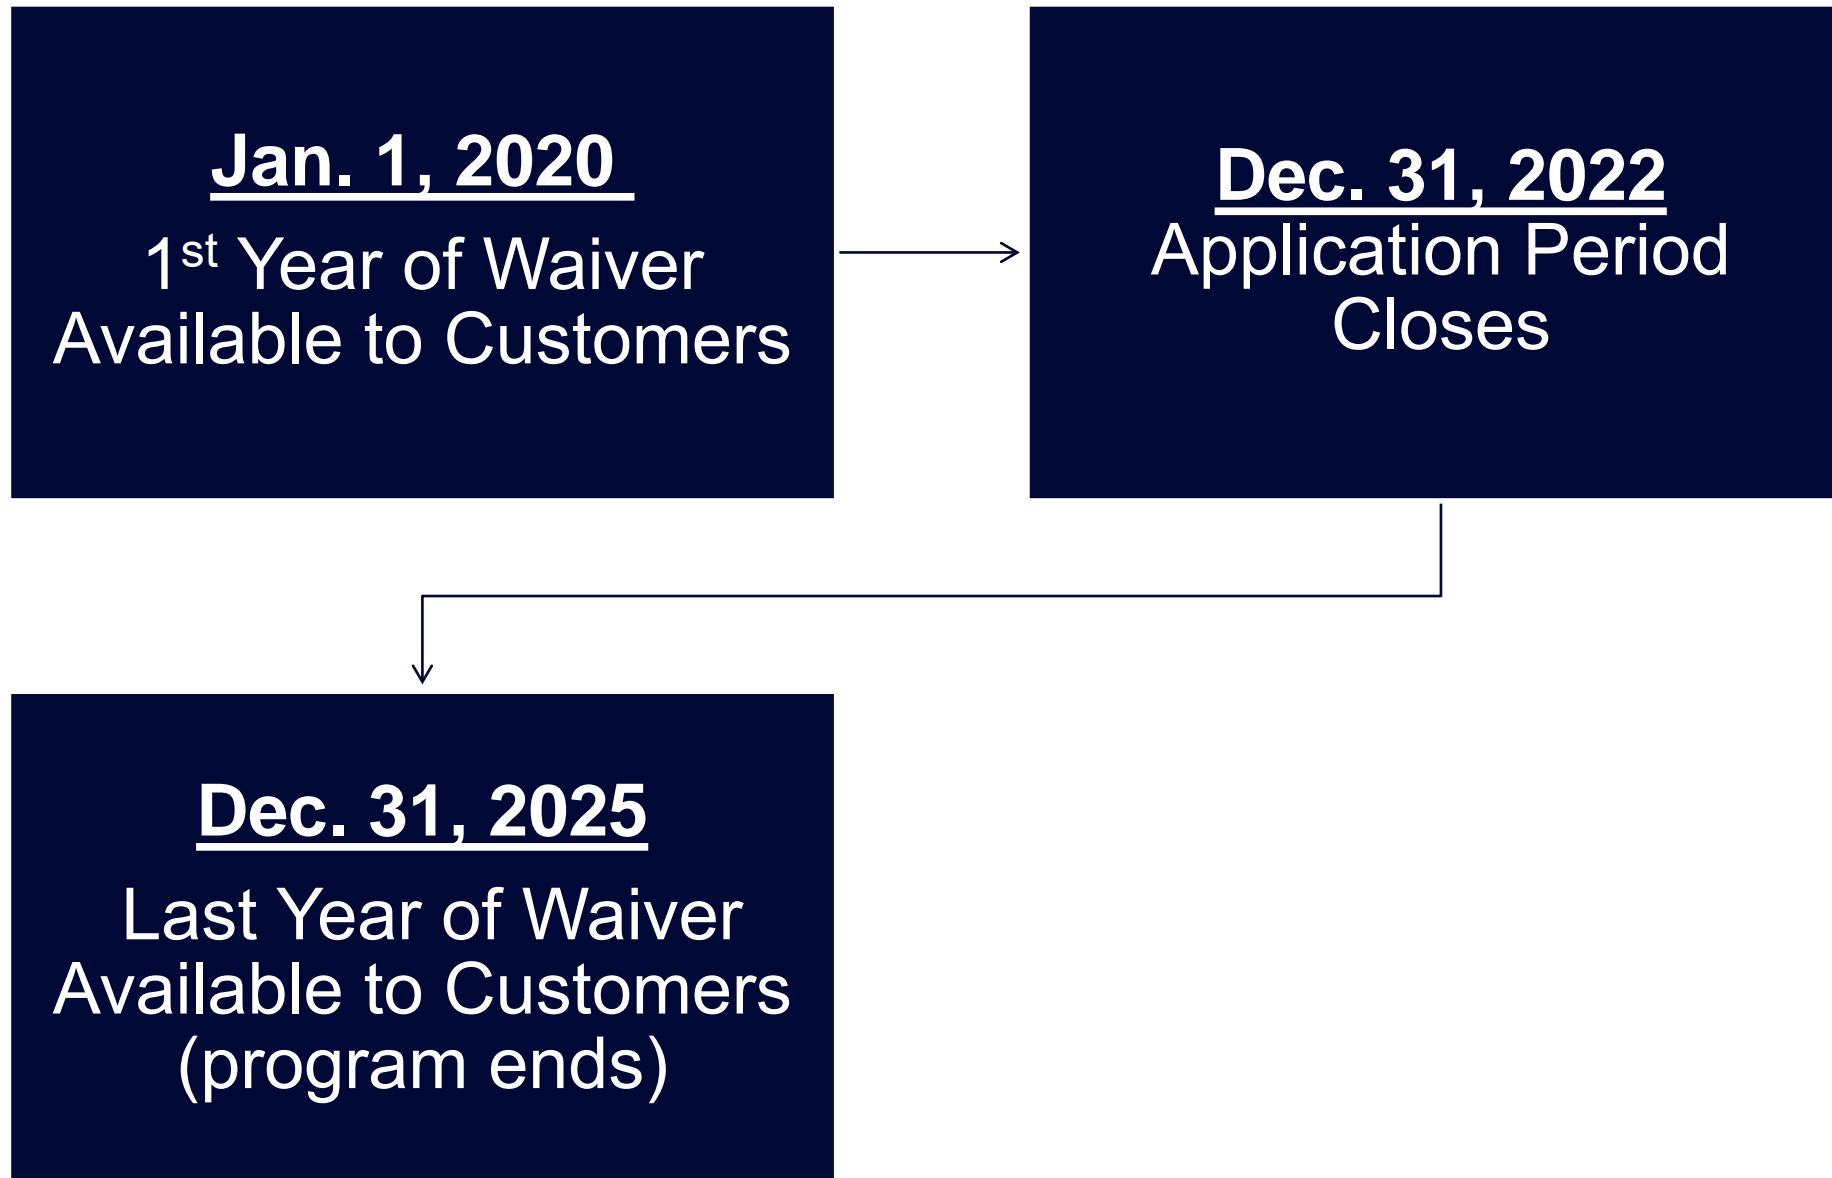 Jan. 1, 2020
1st Year of Waiver
Available to Customers
Dec. 31, 2022
Application Period
Closes
Dec. 31, 2025
Last Year of Waiver
Available to Customers
(program ends)